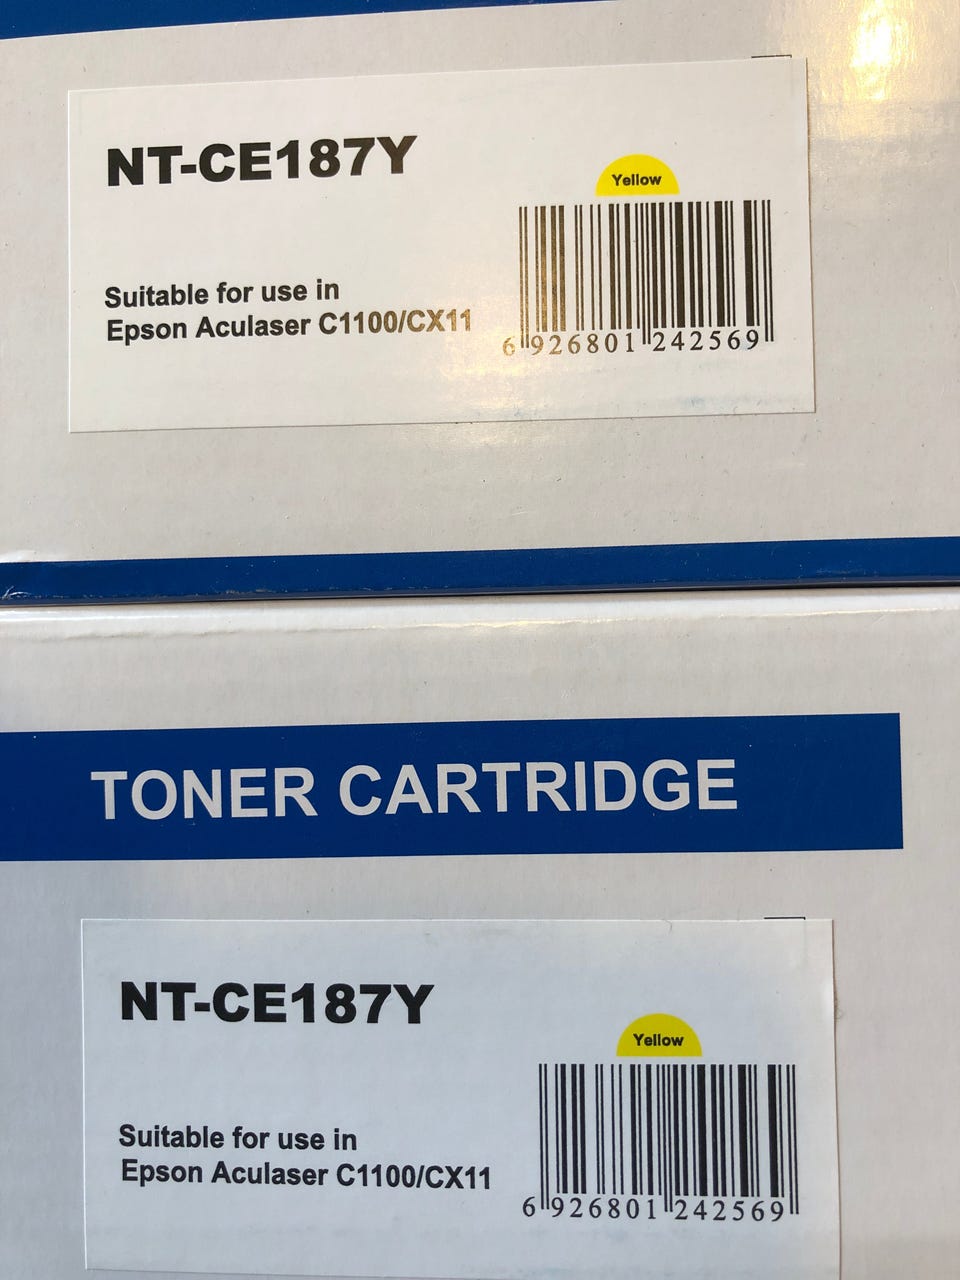 NT-CE187Y
Yellow
Suitable for use in
Epson Aculaser C1100/CX11
6 926801 242569
TONER CARTRIDGE
NT-CE187Y
Yellow
Suitable for use in
Epson Aculaser C1100/CX11
6 926801 242569